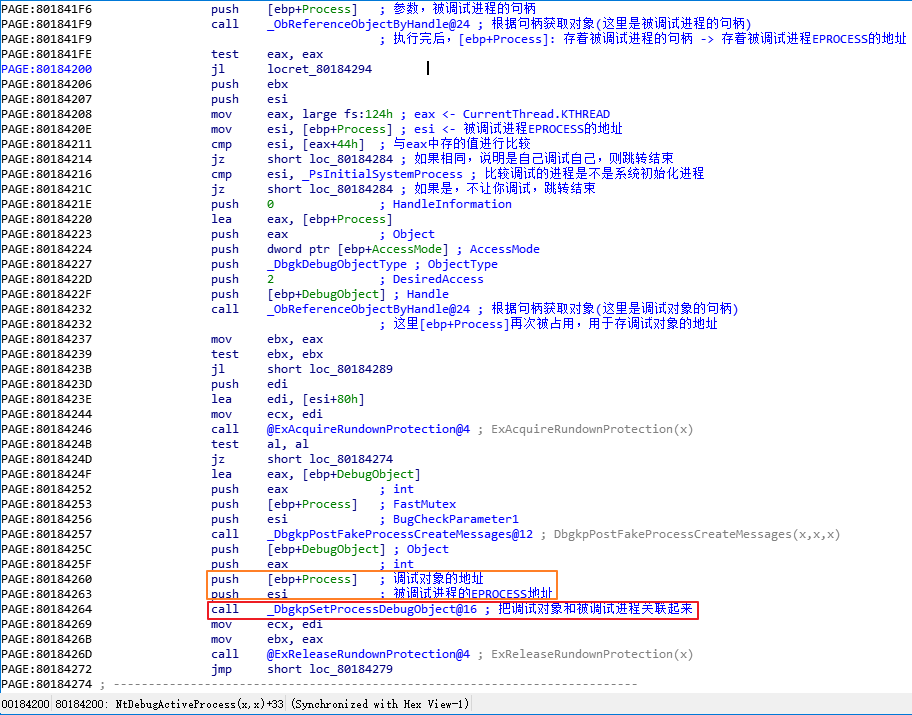 PAGE:801841F6 push [ebp+Process] ; 参数，被调试进程的句柄
PAGE:801841F9 call _ObReferenceObjectByHandle@24 ; 根据句柄获取对象(这里是被调试进程的句柄)
PAGE:801841F9 ; 执行完后，[ebp+Process]: 存着被调试进程的句柄 -> 存着被调试进程EPROCESS的地址
PAGE:801841FE test eax, eax
PAGE:80184200 jl locret_80184294
PAGE:80184206 push ebx
PAGE:80184207 push esi
PAGE:80184208 mov eax, large fs:124h ; eax <- CurrentThread.KTHREAD
PAGE:8018420E mov esi, [ebp+Process] ; esi <- 被调试进程EPROCESS的地址
PAGE:80184211 cmp esi, [eax+44h] ; 与eax中存的值进行比较
PAGE:80184214 jz short loc_80184284 ; 如果相同，说明是自己调试自己，则跳转结束
PAGE:80184216 cmp esi, _PsInitialSystemProcess ; 比较调试的进程是不是系统初始化进程
PAGE:8018421C jz short loc_80184284 ; 如果是，不让你调试，跳转结束
PAGE:8018421E push 0 ; HandleInformation
PAGE:80184220 lea eax, [ebp+Process]
PAGE:80184223 push eax ; Object
PAGE:80184224 push dword ptr [ebp+AccessMode] ; AccessMode
PAGE:80184227 push _DbgkDebugObjectType ; ObjectType
PAGE:8018422D push 2 ; DesiredAccess
PAGE:8018422F push [ebp+DebugObject] ; Handle
PAGE:80184232 call _ObReferenceObjectByHandle@24 ; 根据句柄获取对象(这里是调试对象的句柄)
PAGE:80184232 ; 这里[ebp+Process]再次被占用，用于存调试对象的地址
PAGE:80184237 mov ebx, eax
PAGE:80184239 test ebx, ebx
PAGE:8018423B jl short loc_80184289
PAGE:8018423D push edi
PAGE:8018423E lea edi, [esi+80h]
PAGE:80184244 mov ecx, edi
PAGE:80184246 call @ExAcquireRundownProtection@4 ; ExAcquireRundownProtection(x)
PAGE:8018424B test al, al
PAGE:8018424D jz short loc_80184274
PAGE:8018424F lea eax, [ebp+DebugObject]
PAGE:80184252 push eax ; int
PAGE:80184253 push [ebp+Process] ; FastMutex
PAGE:80184256 push esi ; BugCheckParameter1
PAGE:80184257 call _DbgkpPostFakeProcessCreateMessages@12 ; DbgkpPostFakeProcessCreateMessages(x,x,x)
PAGE:8018425C push [ebp+DebugObject] ; Object
PAGE:8018425F push eax ; int
PAGE:80184260 push [ebp+Process] ; 调试对象的地址
PAGE:80184263 push esi ; 被调试进程的EPROCESS地址
PAGE:80184264 call _DbgkpSetProcessDebugObject@16 ; 把调试对象和被调试进程关联起来
PAGE:80184269 mov ecx, edi
PAGE:8018426B mov ebx, eax
PAGE:8018426D call @ExReleaseRundownProtection@4 ; ExReleaseRundownProtection(x)
PAGE:80184272 jmp short loc_80184279
PAGE:80184274 ; ---------------------------------------------------------------------------
00184200 80184200: NtDebugActiveProcess(x,x)+33 (Synchronized with Hex View-1)